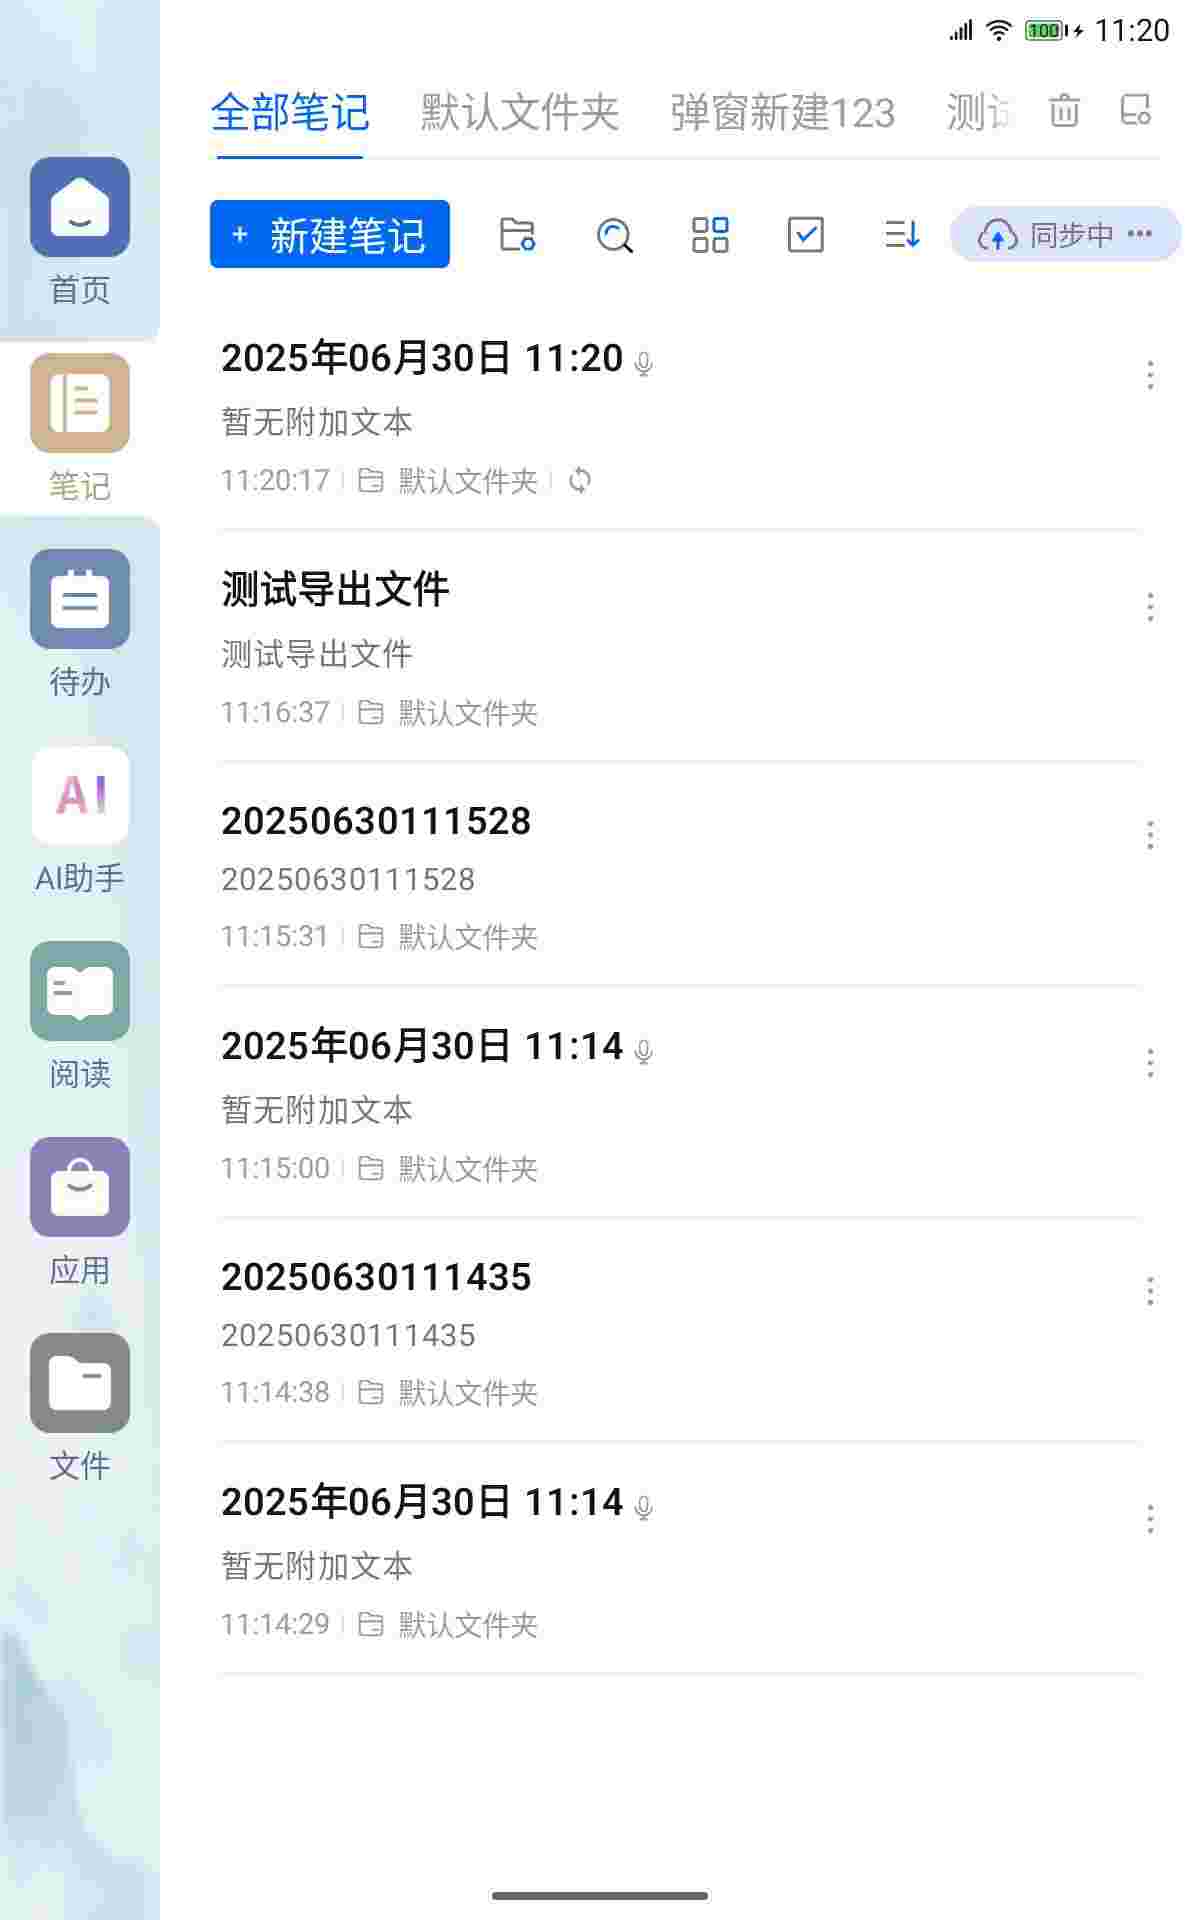 100 11:20
全部笔记 默认文件夹 弹窗新建123 测
+ 新建笔记 同步中 •••
首页
笔记
待办
AI
AI助手
阅读
应用
文件
2025年06月30日 11:20
暂无附加文本
11:20:17 默认文件夹
测试导出文件
测试导出文件
11:16:37 默认文件夹
20250630111528
20250630111528
11:15:31 默认文件夹
2025年06月30日 11:14
暂无附加文本
11:15:00 默认文件夹
20250630111435
20250630111435
11:14:38 默认文件夹
2025年06月30日 11:14
暂无附加文本
11:14:29 默认文件夹